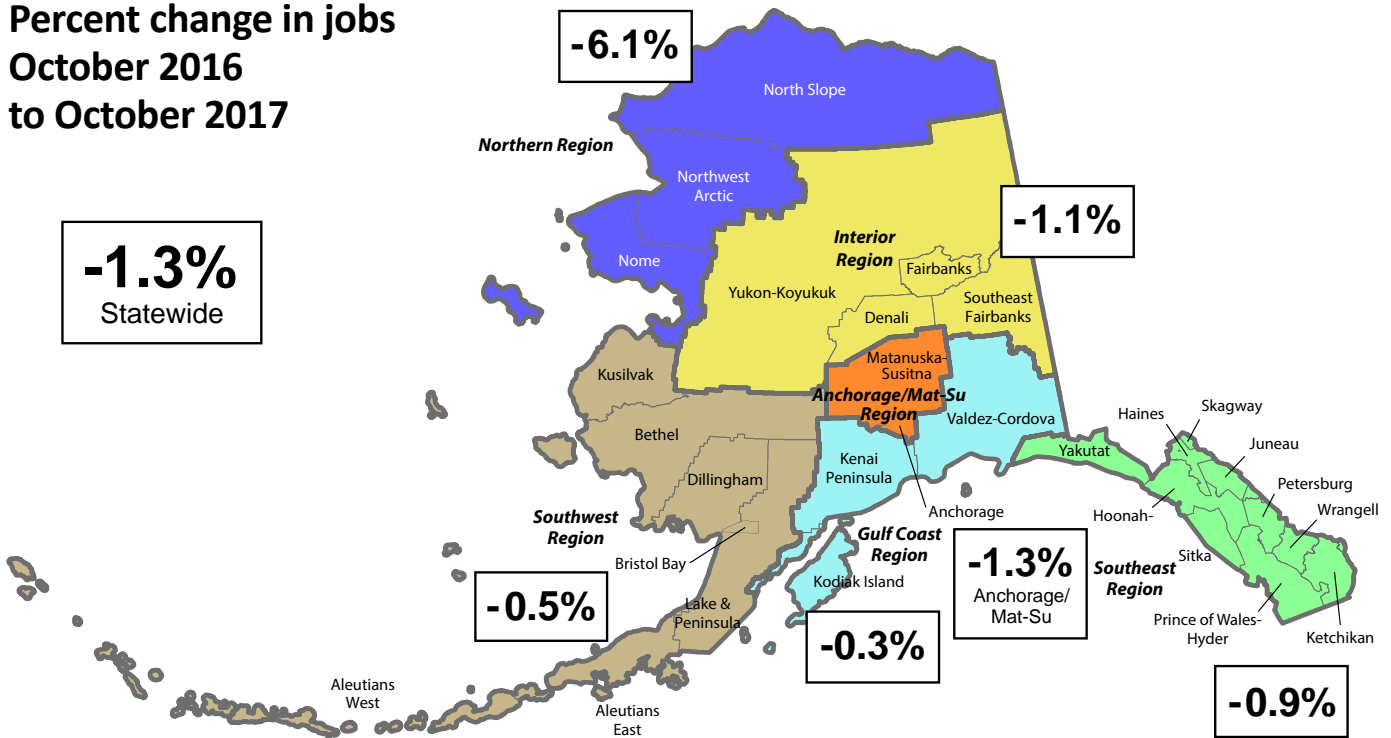 Percent change in jobs
October 2016
to October 2017
-6.1%
North Slope
Northern Region
Northwest
Arctic
-1.3%
Statewide
-1.1%
Interior
Region
Nome
Fairbanks
Yukon-Koyukuk
Southeast
Fairbanks
Denali
Matanuska-
Susitna
Kusilvak
Anchorage/Mat-Su
Region
Valdez-Cordova
Haines
Skagway
Bethel
Juneau
Yakutat
Kenai
Peninsula
Dillingham
Petersburg
Wrangell
Anchorage
Hoonah-
Southwest
Region
Gulf Coast
Region
Bristol Bay
-1.3%
Anchorage/
Mat-Su
Sitka
Southeast
Region
Kodiak Island
-0.5%
Lake &
Peninsula
Prince of Wales-
Hyder
Ketchikan
-0.3%
Aleutians
West
Aleutians
East
-0.9%